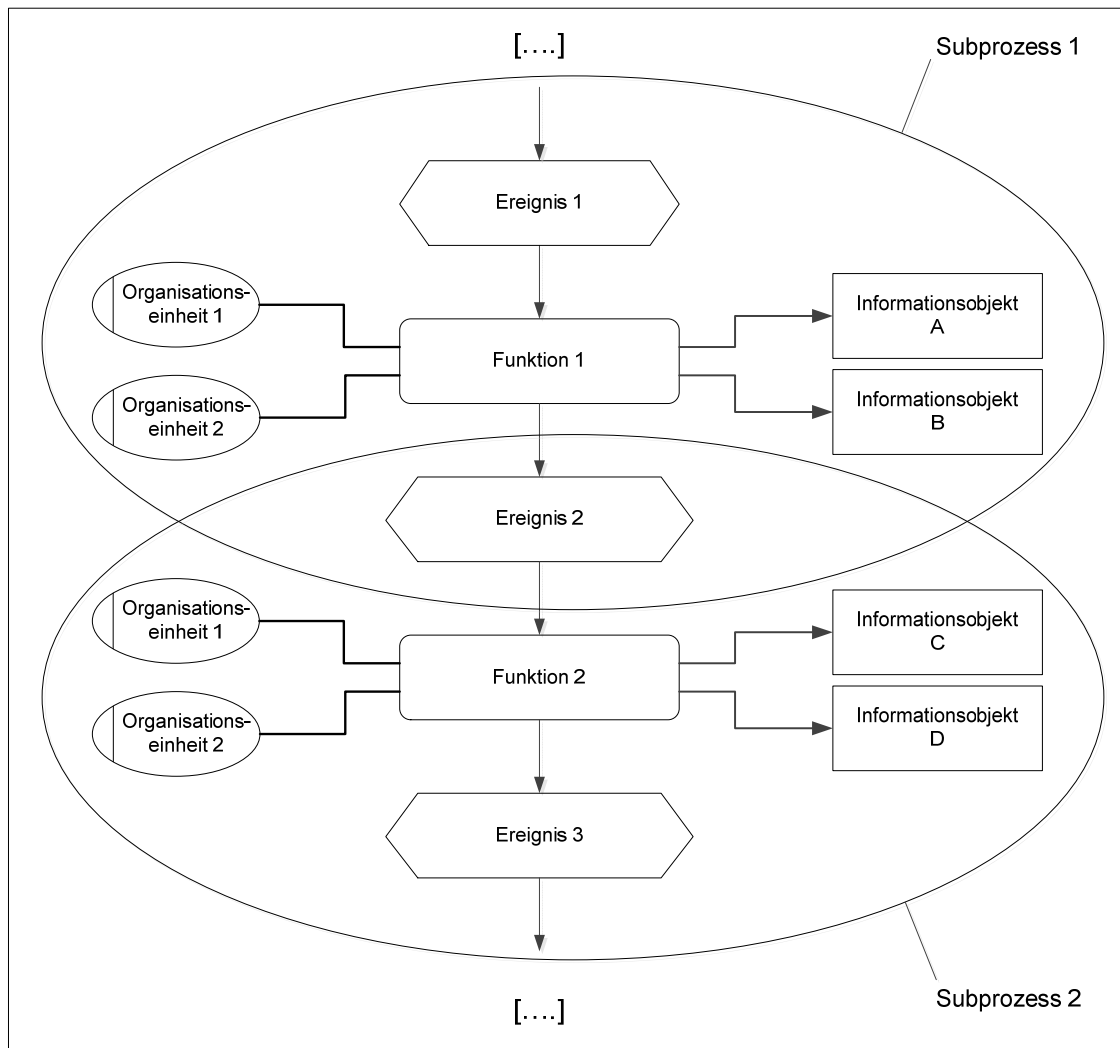 [….]
Subprozess 1
Ereignis 1
Organisations-
einheit 1
Informationsobjekt
A
Funktion 1
Organisations-
einheit 2
Informationsobjekt
B
Ereignis 2
Organisations-
einheit 1
Informationsobjekt
C
Funktion 2
Organisations-
einheit 2
Informationsobjekt
D
Ereignis 3
Subprozess 2
[….]